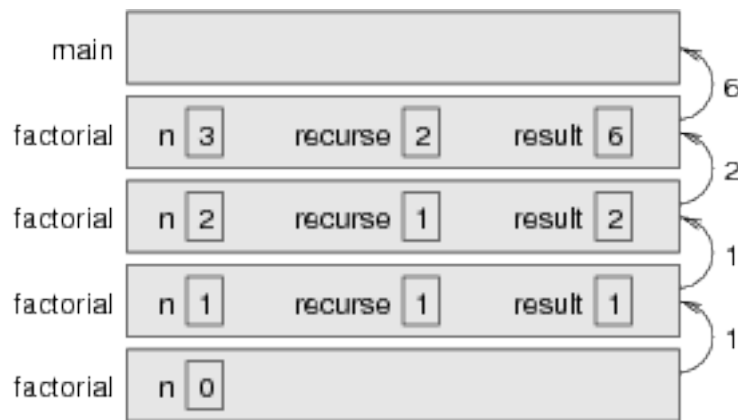 main
6
factorial n 3 recurse 2 result 6
2
factorial n 2 recurse 1 result 2
1
factorial n 1 recurse 1 result 1
1
factorial n 0